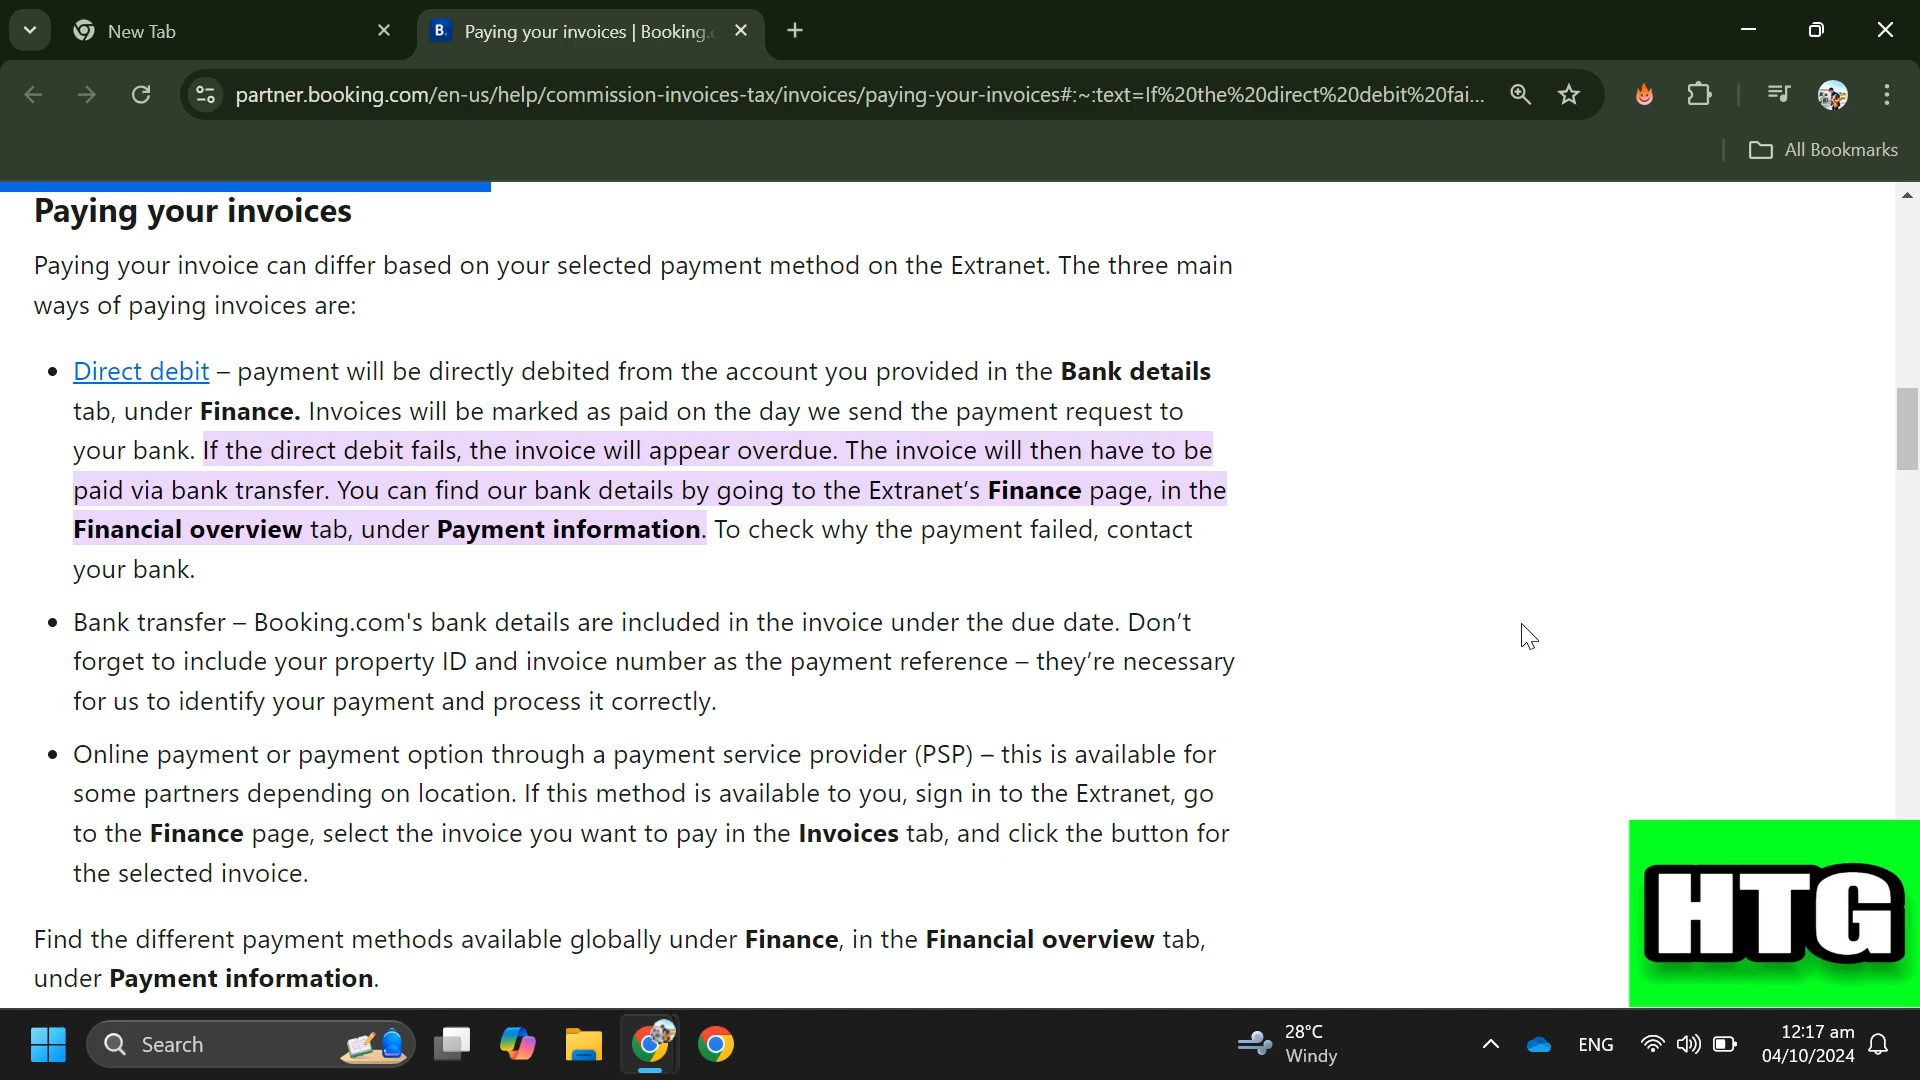 New Tab
Paying your invoices | Booking.c
partner.booking.com/en-us/help/commission-invoices-tax/invoices/paying-your-invoices#:~:text=If%20the%20direct%20debit%20fai...
All Bookmarks
Paying your invoices
Paying your invoice can differ based on your selected payment method on the Extranet. The three main
ways of paying invoices are:
• Direct debit – payment will be directly debited from the account you provided in the Bank details
tab, under Finance. Invoices will be marked as paid on the day we send the payment request to
your bank. If the direct debit fails, the invoice will appear overdue. The invoice will then have to be
paid via bank transfer. You can find our bank details by going to the Extranet’s Finance page, in the
Financial overview tab, under Payment information. To check why the payment failed, contact
your bank.
• Bank transfer – Booking.com's bank details are included in the invoice under the due date. Don’t
forget to include your property ID and invoice number as the payment reference – they’re necessary
for us to identify your payment and process it correctly.
• Online payment or payment option through a payment service provider (PSP) – this is available for
some partners depending on location. If this method is available to you, sign in to the Extranet, go
to the Finance page, select the invoice you want to pay in the Invoices tab, and click the button for
the selected invoice.
Find the different payment methods available globally under Finance, in the Financial overview tab,
under Payment information.
HTG
Search
28°C
Windy
ENG
12:17 am
04/10/2024